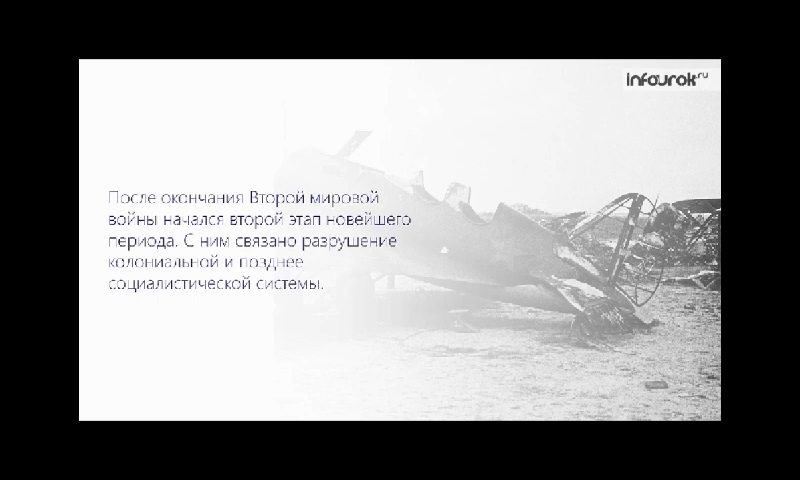 infourok.ru
После окончания Второй мировой
войны начался второй этап новейшего
периода. С ним связано разрушение
колониальной и позднее
социалистической системы.